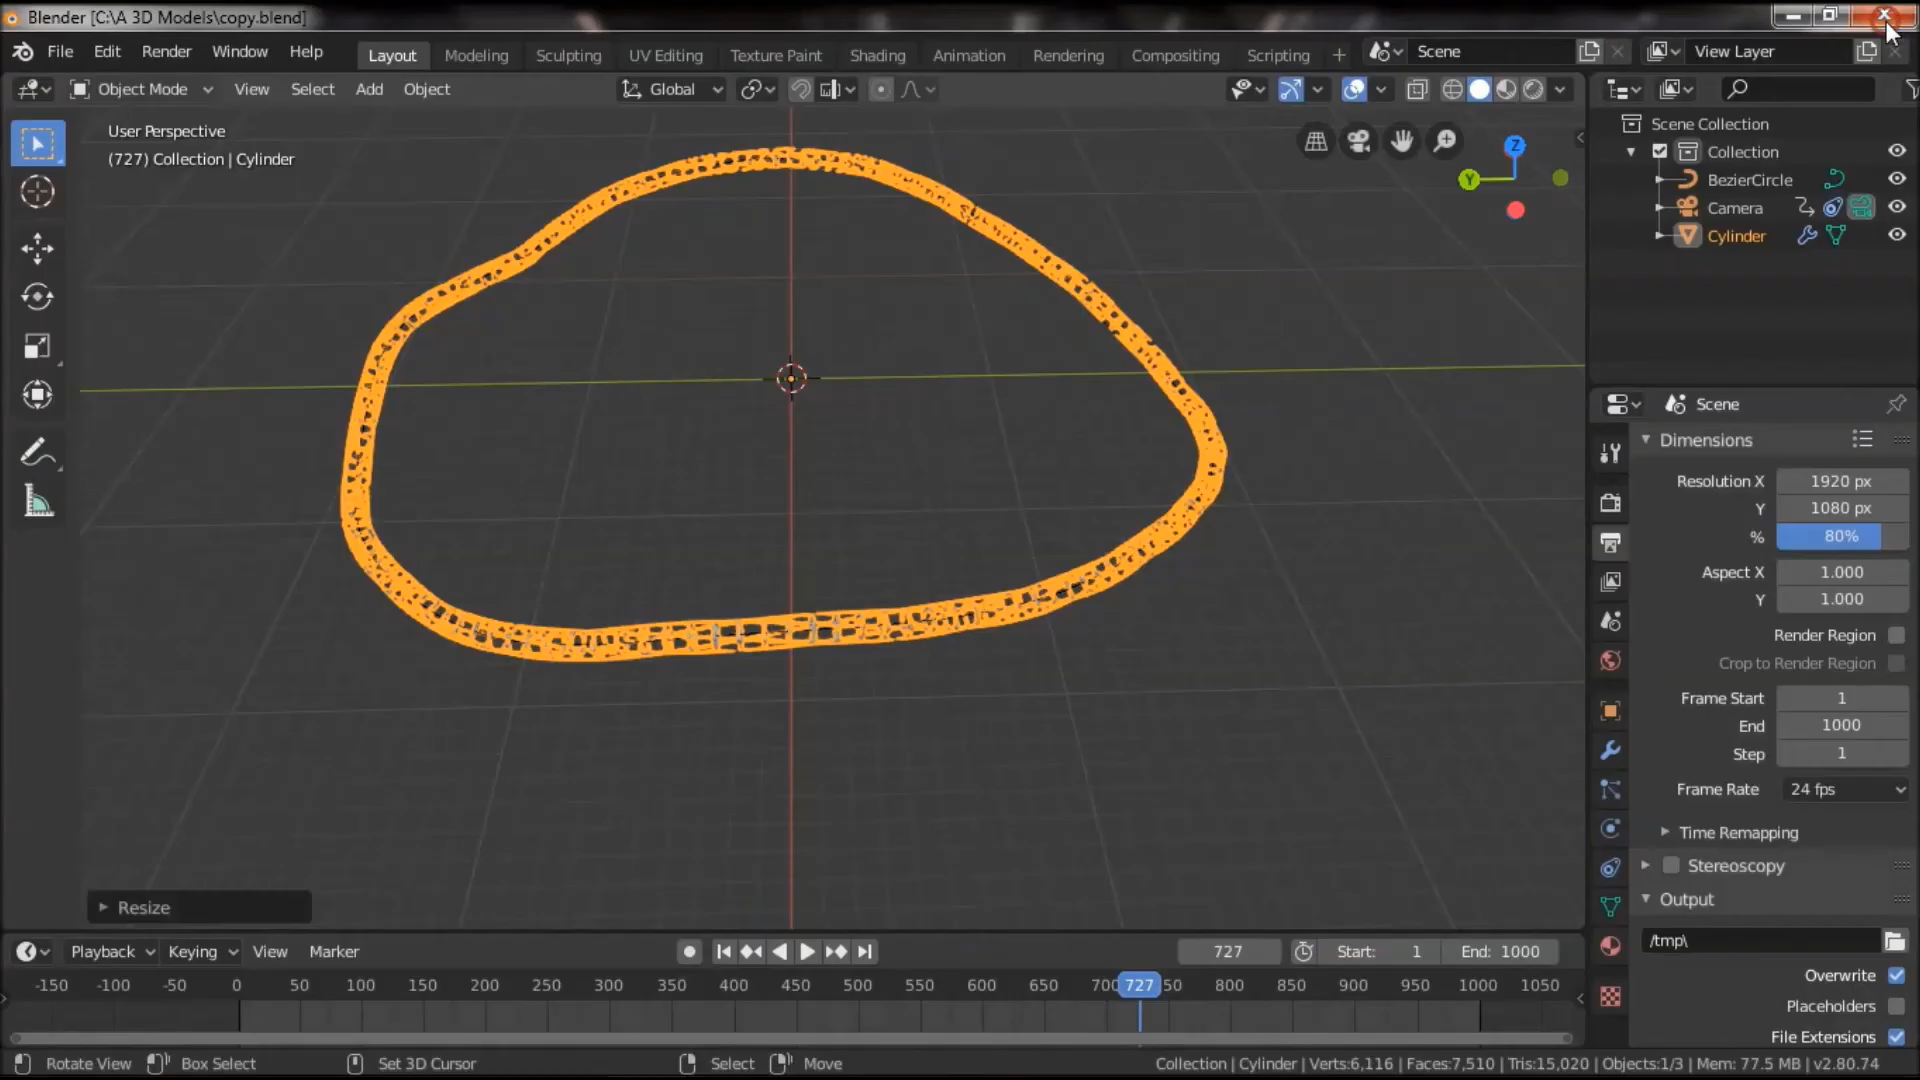 Blender [C:\A 3D Models\copy.blend]
File Edit Render Window Help
Layout Modeling Sculpting UV Editing Texture Paint Shading Animation Rendering Compositing Scripting +
Scene
View Layer
Object Mode View Select Add Object
Global
User Perspective
(727) Collection | Cylinder
Z
Y
Scene Collection
Collection
BezierCircle
Camera
Cylinder
Scene
Dimensions
Resolution X 1920 px
Y 1080 px
% 80%
Aspect X 1.000
Y 1.000
Render Region
Crop to Render Region
Frame Start 1
End 1000
Step 1
Frame Rate 24 fps
Time Remapping
Stereoscopy
Output
/tmp\
Overwrite
Placeholders
File Extensions
Resize
Playback Keying View Marker
727
Start: 1
End: 1000
-150 -100 -50 0 50 100 150 200 250 300 350 400 450 500 550 600 650 700 727 50 800 850 900 950 1000 1050
Rotate View Box Select Set 3D Cursor Select Move
Collection | Cylinder | Verts:6,116 | Faces:7,510 | Tris:15,020 | Objects:1/3 | Mem: 77.5 MB | v2.80.74